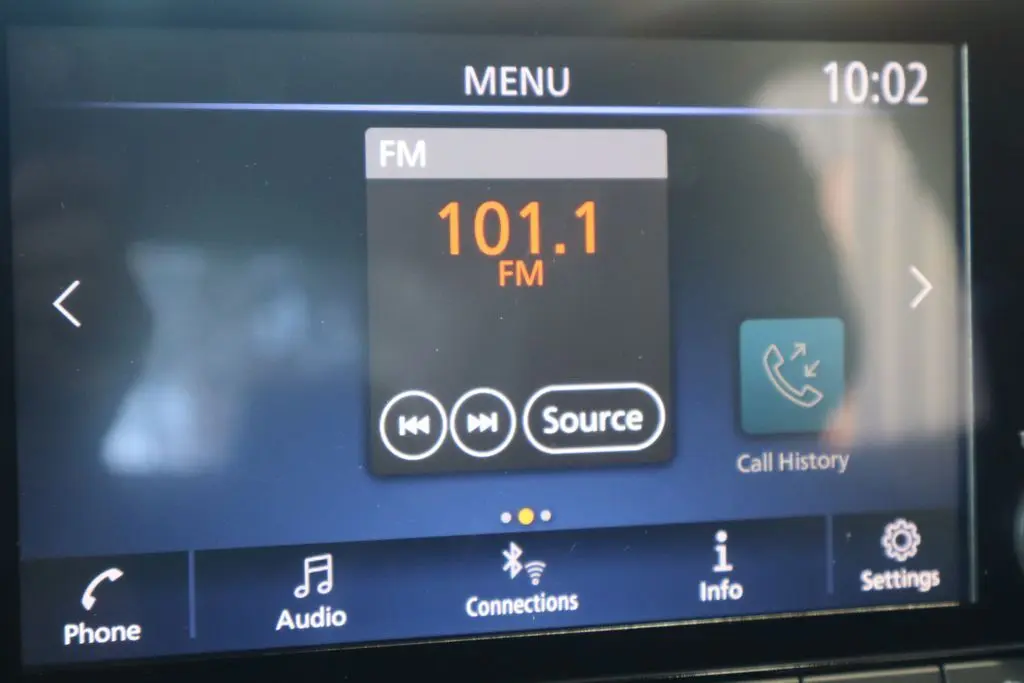 MENU
10:02
FM
101.1
FM
Source
Call History
Phone
Audio
Connections
Info
Settings